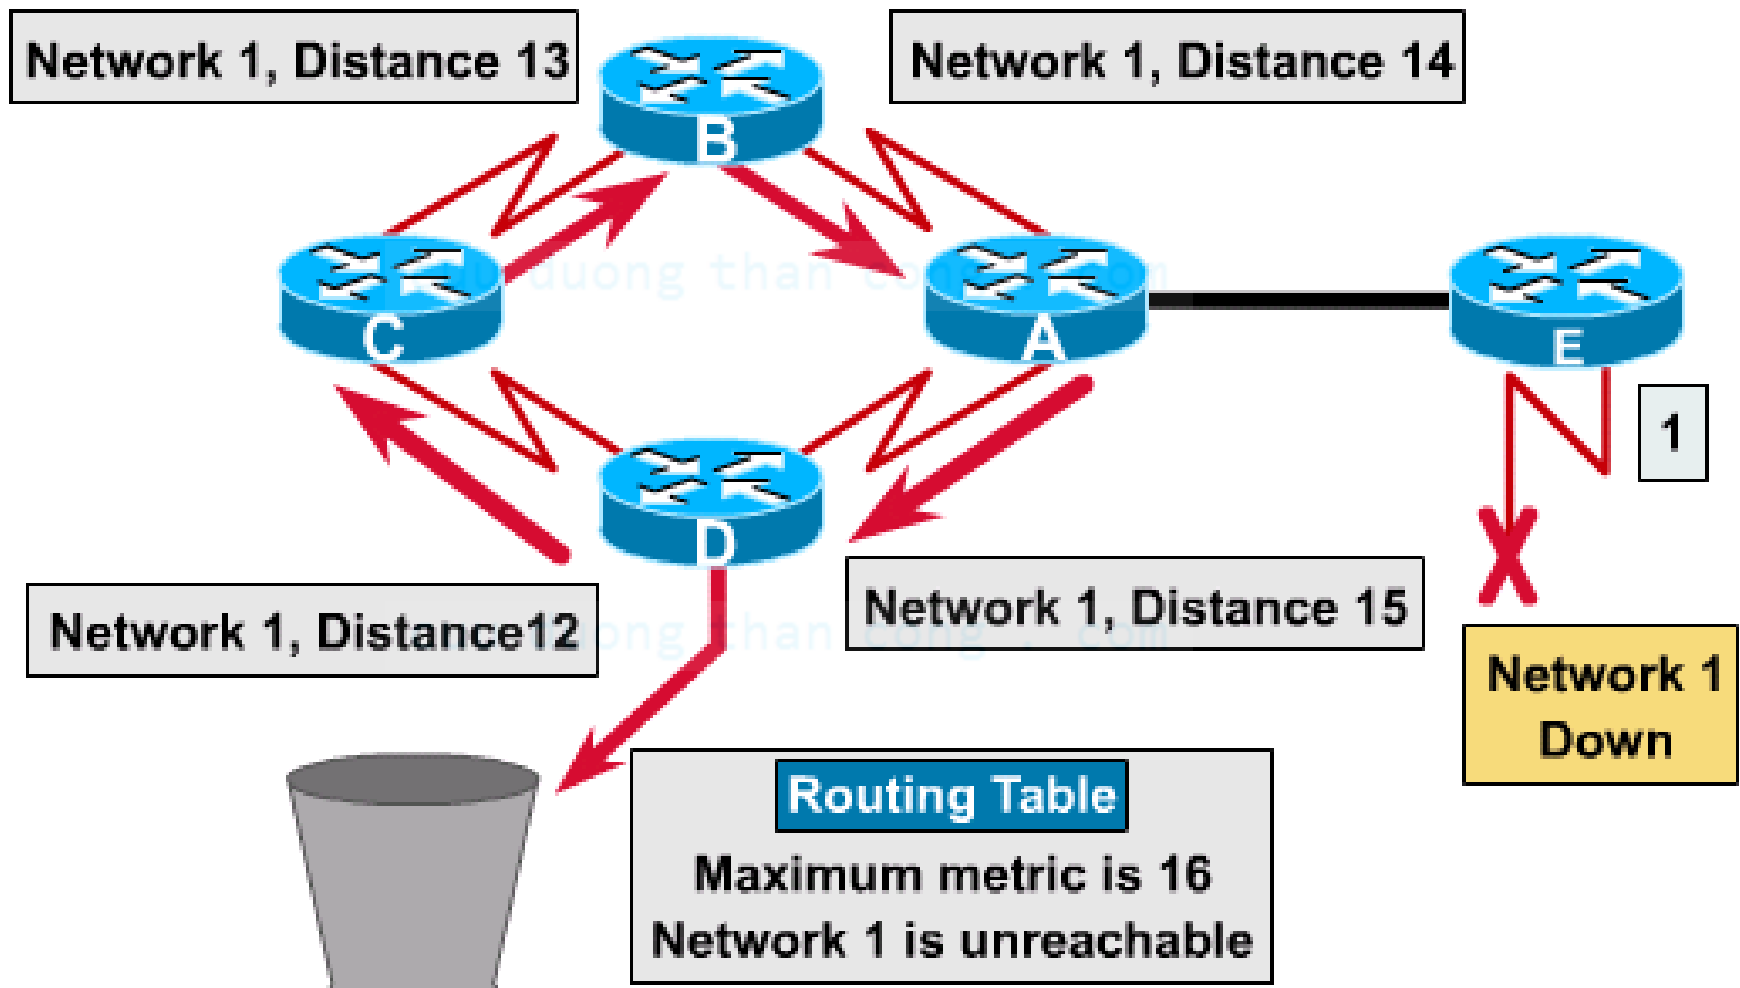 Network 1, Distance 13
Network 1, Distance 14
B
C
A
E
1
D
Network 1, Distance12
Network 1, Distance 15
Network 1
Down
Routing Table
Maximum metric is 16
Network 1 is unreachable